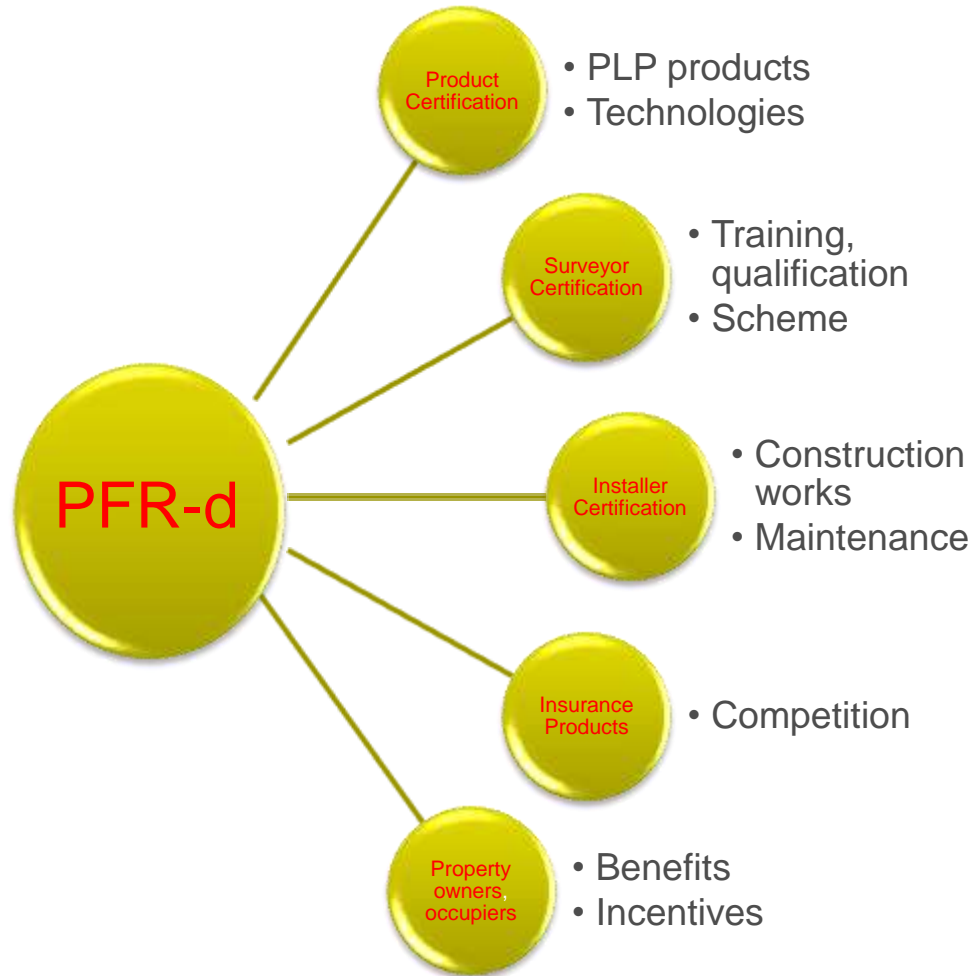 Product
Certification
• PLP products
• Technologies
Surveyor
Certification
• Training,
qualification
• Scheme
PFR-d
Installer
Certification
• Construction
works
• Maintenance
Insurance
Products
• Competition
Property
owners,
occupiers
• Benefits
• Incentives